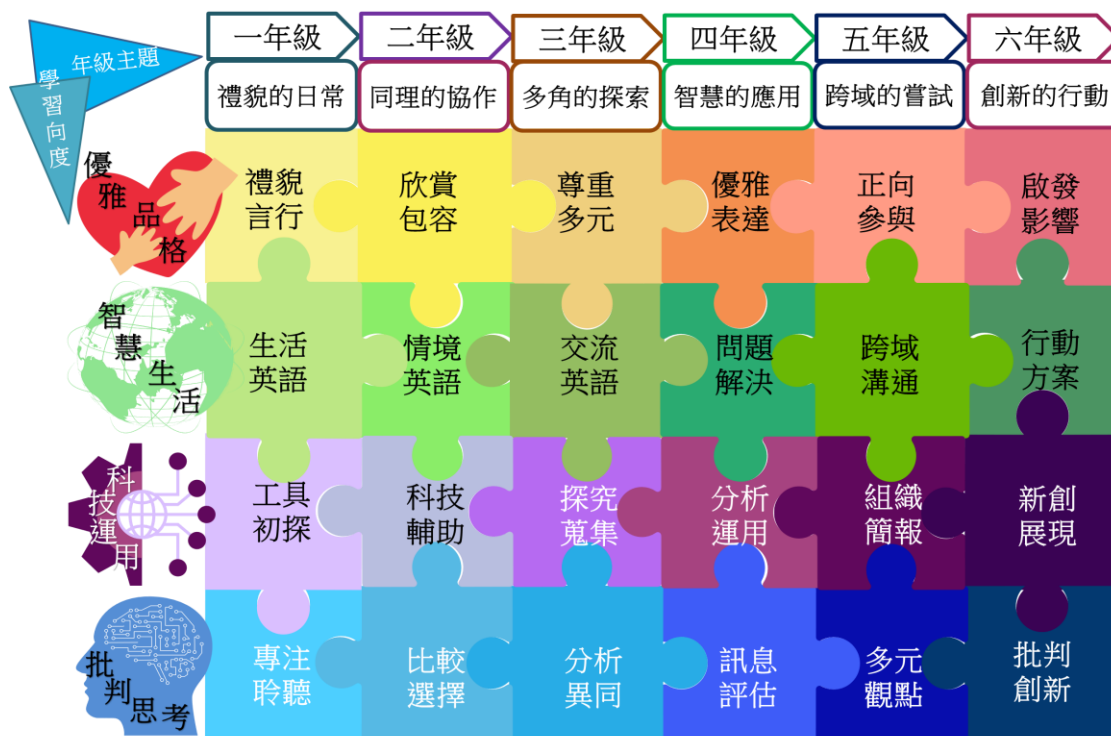 年級主題
學習向度
一年級
二年級
三年級
四年級
五年級
六年級
禮貌的日常
同理的協作
多角的探索
智慧的應用
跨域的嘗試
創新的行動
優雅品格
禮貌
言行
欣賞
包容
尊重
多元
優雅
表達
正向
參與
啟發
影響
智慧生活
生活
英語
情境
英語
交流
英語
問題
解決
跨域
溝通
行動
方案
科技運用
工具
初探
科技
輔助
探究
蒐集
分析
運用
組織
簡報
新創
展現
批判思考
專注
聆聽
比較
選擇
分析
異同
訊息
評估
多元
觀點
批判
創新